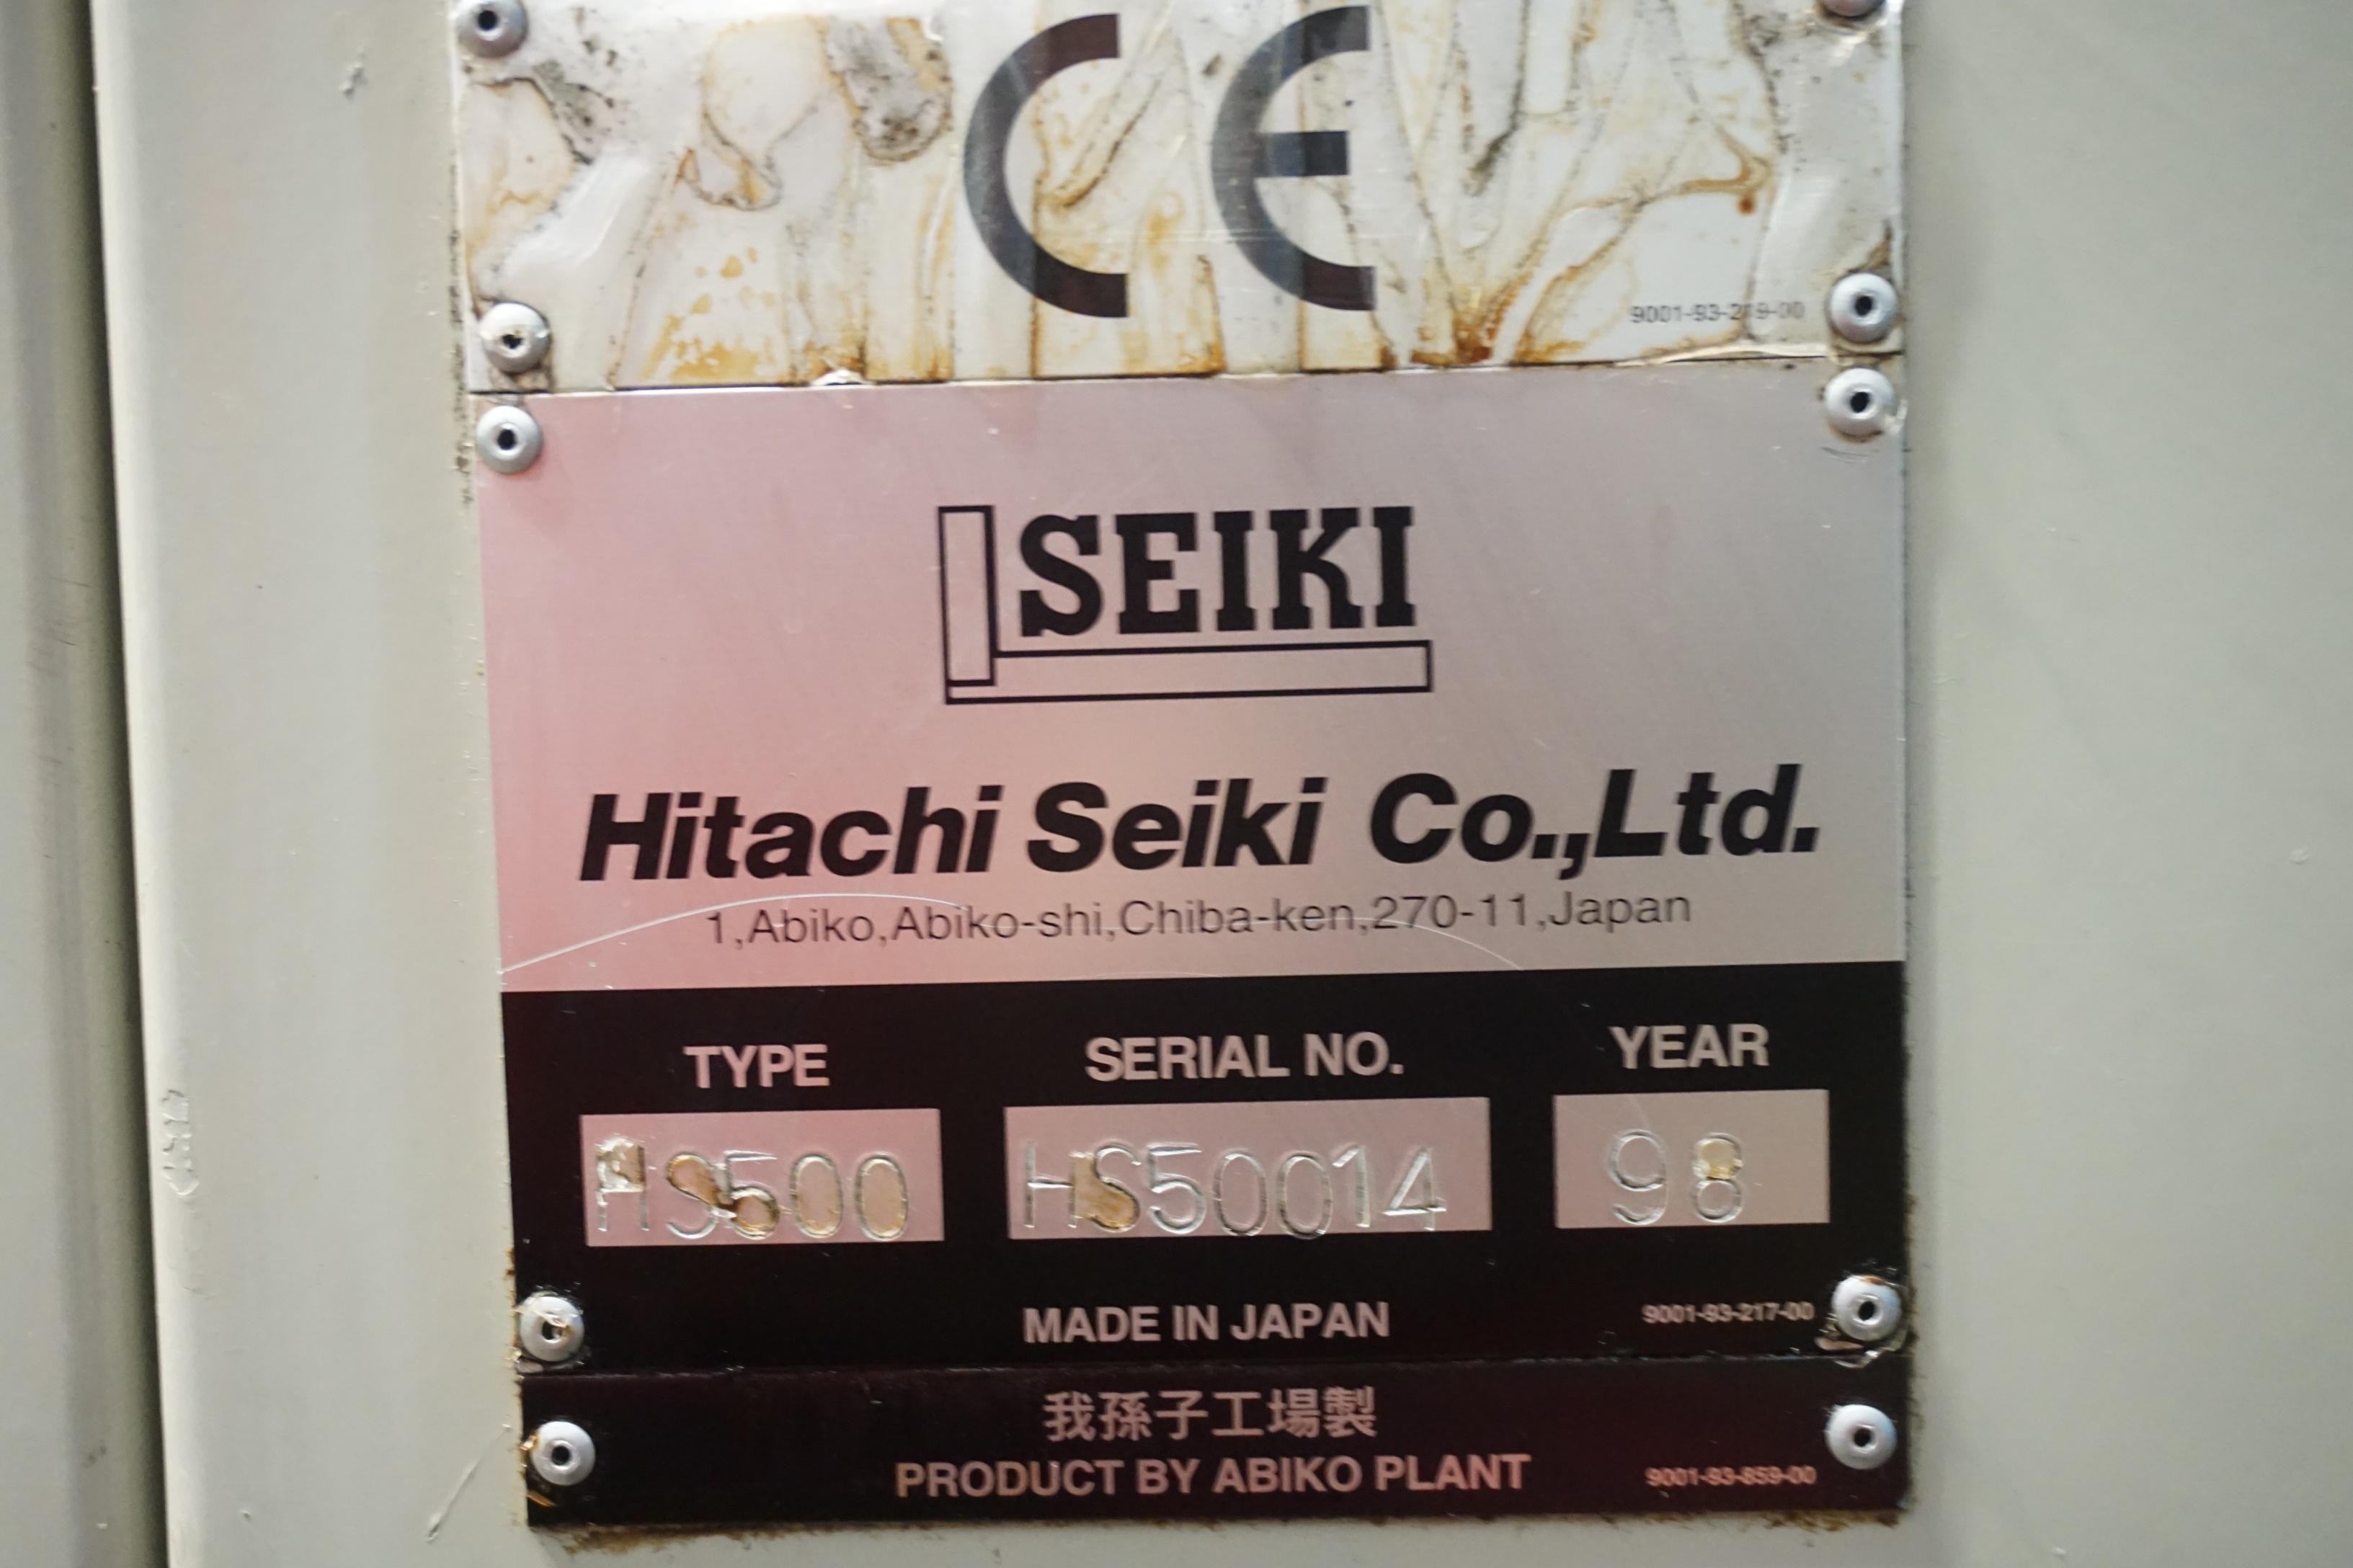 CE
9001-93-219-00
SEIKI
Hitachi Seiki Co.,Ltd.
1,Abiko,Abiko-shi,Chiba-ken,270-11,Japan
TYPE SERIAL NO. YEAR
HS500 HS50014 98
MADE IN JAPAN
9001-93-217-00
我孫子工場製
PRODUCT BY ABIKO PLANT
9001-93-859-00